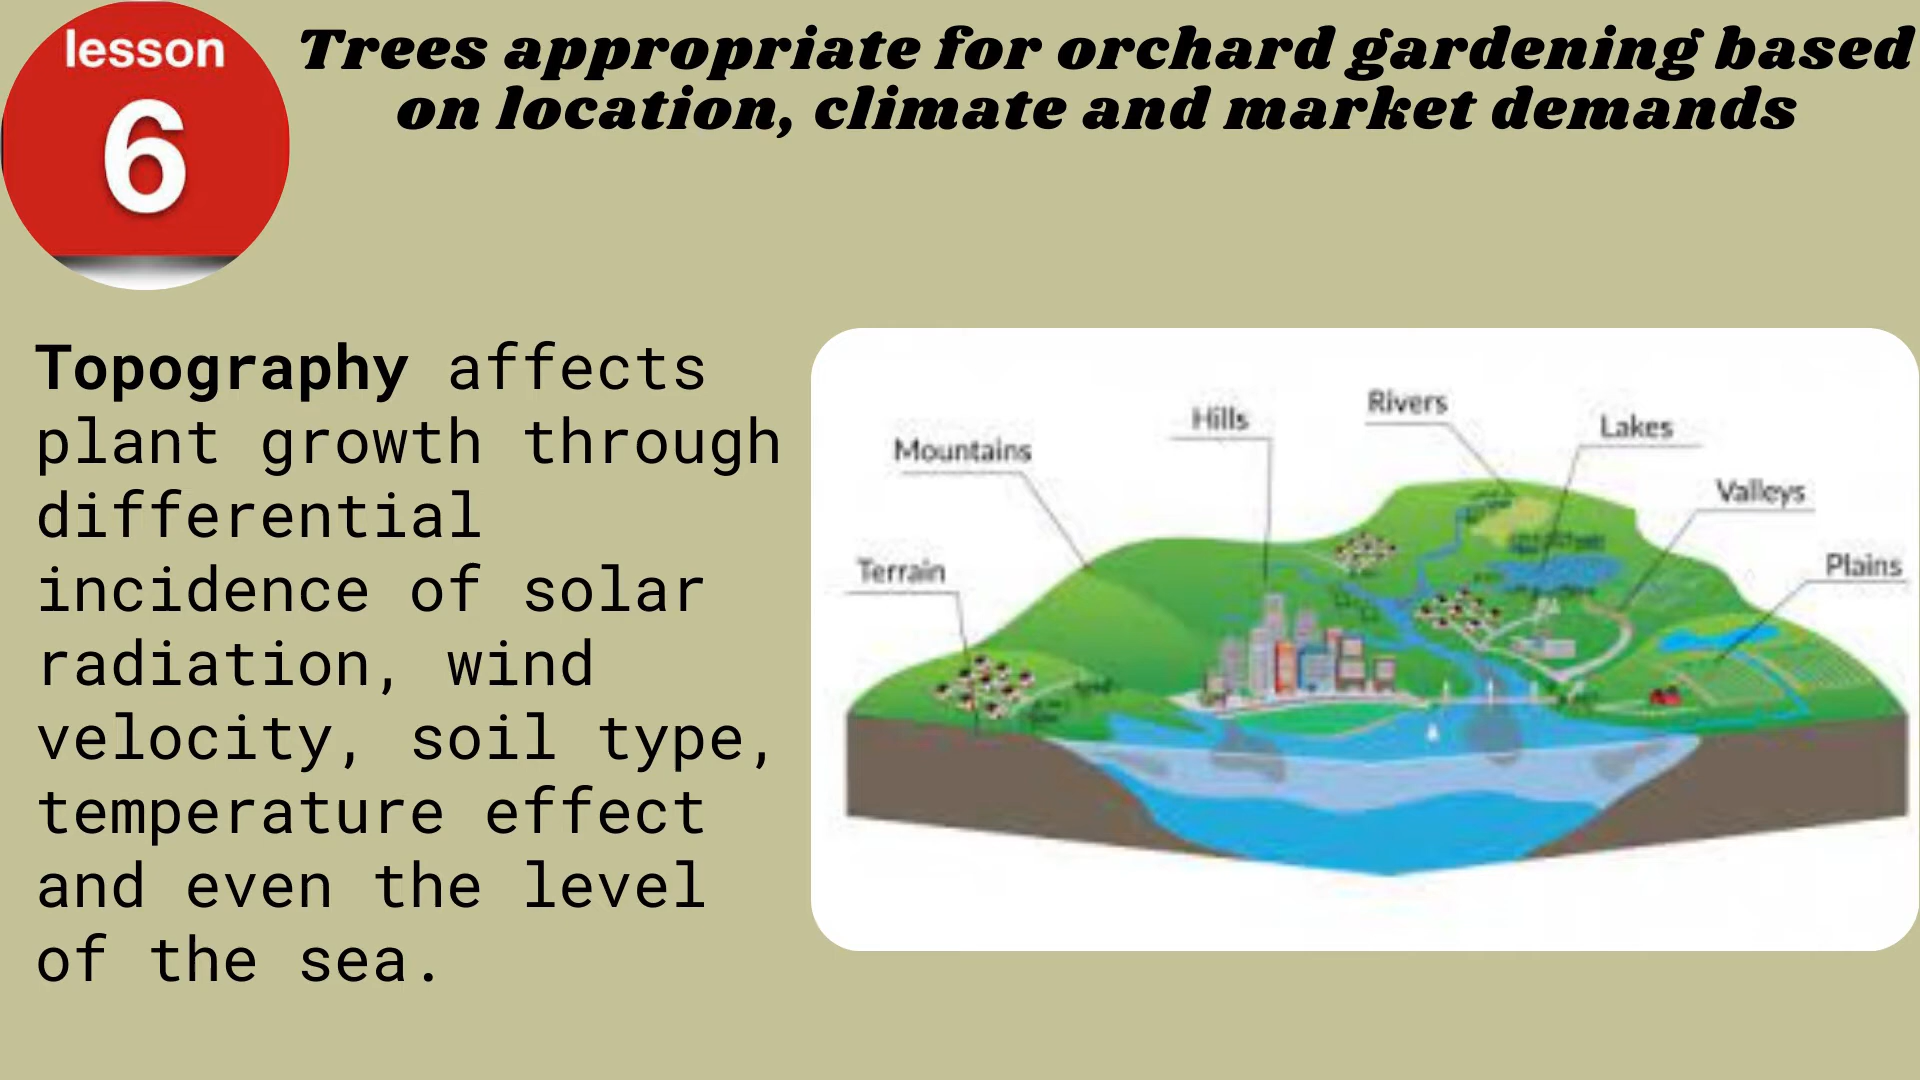 lesson
6
Trees appropriate for orchard gardening based
on location, climate and market demands
Topography affects
plant growth through
differential
incidence of solar
radiation, wind
velocity, soil type,
temperature effect
and even the level
of the sea.
Mountains
Hills
Rivers
Lakes
Valleys
Terrain
Plains